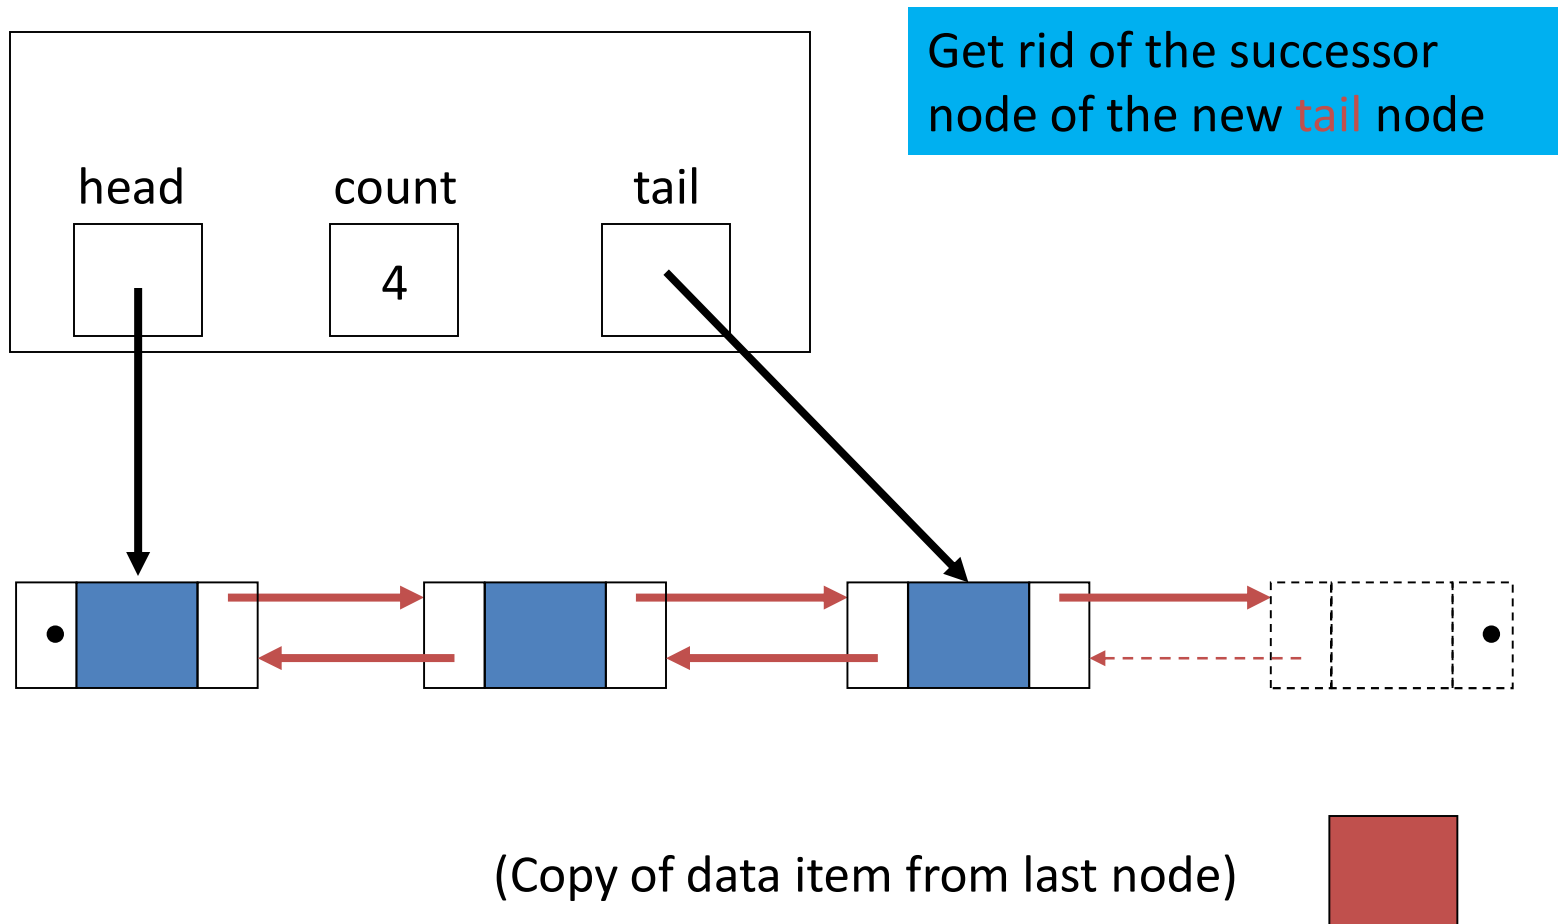 Get rid of the successor
node of the new tail node
head count tail
4
(Copy of data item from last node)